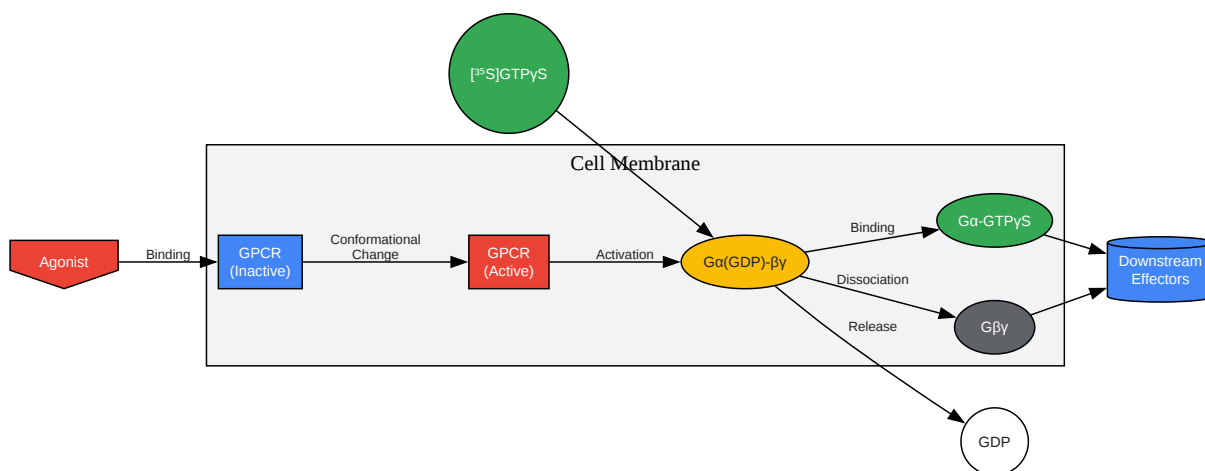 [³⁵S]GTPγS
Cell Membrane
Agonist
Binding
GPCR
(Inactive)
Conformational
Change
GPCR
(Active)
Activation
Gα(GDP)-βγ
Binding
Gα-GTPγS
Dissociation
Gβγ
Downstream
Effectors
Release
GDP